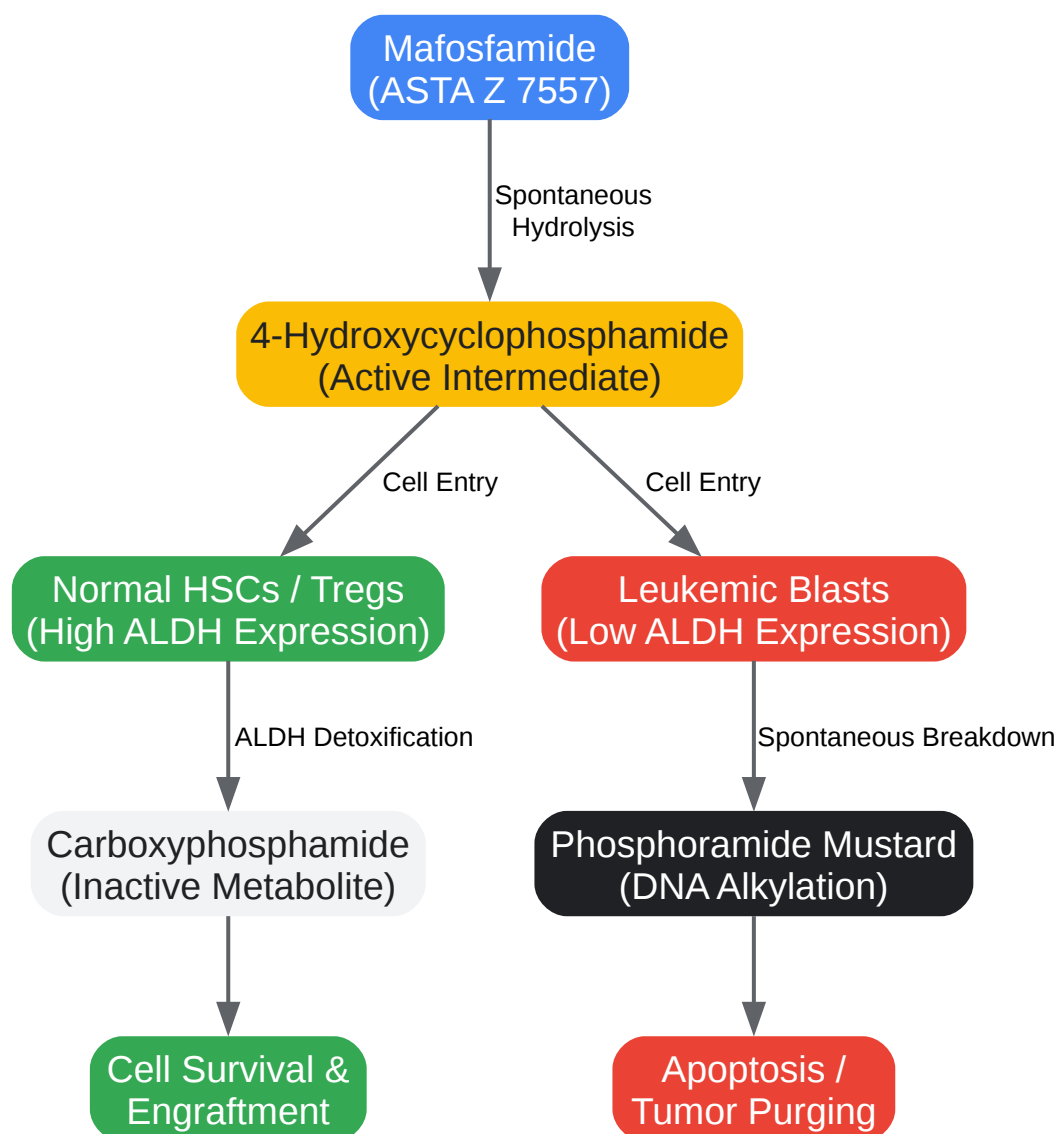 Mafosfamide
(ASTA Z 7557)
Spontaneous
Hydrolysis
4-Hydroxycyclophosphamide
(Active Intermediate)
Cell Entry
Cell Entry
Normal HSCs / Tregs
(High ALDH Expression)
Leukemic Blasts
(Low ALDH Expression)
ALDH Detoxification
Spontaneous Breakdown
Carboxyphosphamide
(Inactive Metabolite)
Phosphoramide Mustard
(DNA Alkylation)
Cell Survival &
Engraftment
Apoptosis /
Tumor Purging